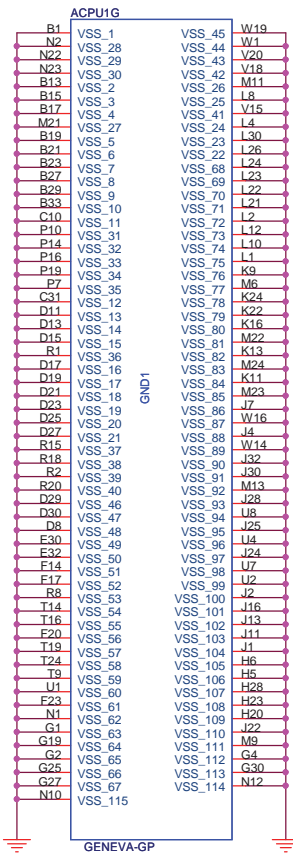 ACPU1G
B1 VSS_1 VSS_45 W19
N2 VSS_28 VSS_44 W1
N22 VSS_29 VSS_43 V20
N23 VSS_30 VSS_42 V18
B13 VSS_2 VSS_26 M11
B15 VSS_3 VSS_25 L8
B17 VSS_4 VSS_41 V15
M21 VSS_27 VSS_24 L4
B19 VSS_5 VSS_23 L30
B21 VSS_6 VSS_22 L26
B23 VSS_7 VSS_68 L24
B27 VSS_8 VSS_69 L23
B29 VSS_9 VSS_70 L22
B33 VSS_10 VSS_71 L21
C10 VSS_11 VSS_72 L2
P10 VSS_31 VSS_73 L12
P14 VSS_32 VSS_74 L10
P16 VSS_33 VSS_75 L1
P19 VSS_34 VSS_76 K9
P7 VSS_35 VSS_77 M6
C31 VSS_12 VSS_78 K24
D11 VSS_13 VSS_79 K22
D13 VSS_14 VSS_80 K16
D15 VSS_15 VSS_81 M22
R1 VSS_36 VSS_82 K13
D17 VSS_16 VSS_83 M24
D19 VSS_17 VSS_84 K11
D21 VSS_18 VSS_85 M23
D23 VSS_19 VSS_86 J7
D25 VSS_20 VSS_87 W16
D27 VSS_21 VSS_88 J4
R15 VSS_37 VSS_89 W14
R18 VSS_38 VSS_90 J32
R2 VSS_39 VSS_91 J30
R20 VSS_40 VSS_92 M13
D29 VSS_46 VSS_93 J28
D30 VSS_47 VSS_94 U8
D8 VSS_48 VSS_95 J25
E30 VSS_49 VSS_96 U4
E32 VSS_50 VSS_97 J24
F14 VSS_51 VSS_98 U7
F17 VSS_52 VSS_99 U2
R8 VSS_53 VSS_100 J2
T14 VSS_54 VSS_101 J16
T16 VSS_55 VSS_102 J13
F20 VSS_56 VSS_103 J11
T19 VSS_57 VSS_104 J1
T24 VSS_58 VSS_105 H6
T9 VSS_59 VSS_106 H5
U1 VSS_60 VSS_107 H28
F23 VSS_61 VSS_108 H23
N1 VSS_62 VSS_109 H20
G1 VSS_63 VSS_110 J22
G19 VSS_64 VSS_111 M9
G2 VSS_65 VSS_112 G4
G25 VSS_66 VSS_113 G30
G27 VSS_67 VSS_114 N12
N10 VSS_115
GND1
GENEVA-GP